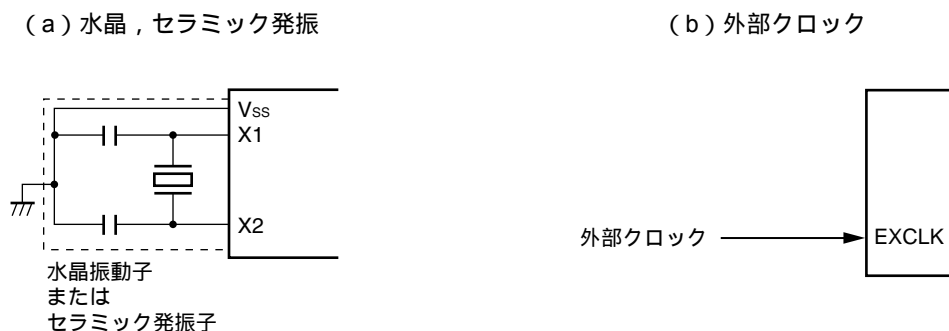 （a）水晶，セラミック発振
（b）外部クロック
VSS
X1
X2
水晶振動子
または
セラミック発振子
外部クロック
EXCLK